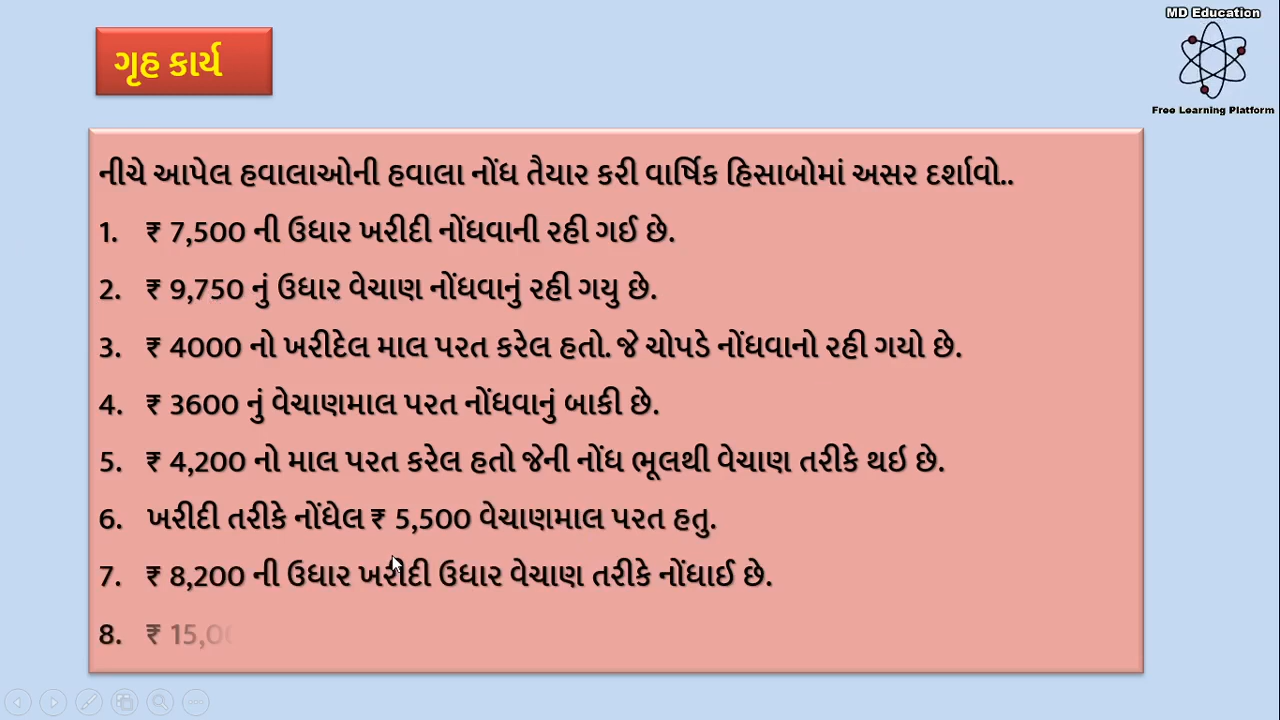 MD Education
ગૃહ કાર્ય
Free Learning Platform
નીચે આપેલ હવાલાઓની હવાલા નોંધ તૈયાર કરી વાર્ષિક હિસાબોમાં અસર દર્શાવો..
1. ₹ 7,500 ની ઉધાર ખરીદી નોંધવાની રહી ગઈ છે.
2. ₹ 9,750 નું ઉધાર વેચાણ નોંધવાનું રહી ગયુ છે.
3. ₹ 4000 નો ખરીદેલ માલ પરત કરેલ હતો. જે ચોપડે નોંધવાનો રહી ગયો છે.
4. ₹ 3600 નું વેચાણમાલ પરત નોંધવાનું બાકી છે.
5. ₹ 4,200 નો માલ પરત કરેલ હતો જેની નોંધ ભૂલથી વેચાણ તરીકે થઇ છે.
6. ખરીદી તરીકે નોંધેલ ₹ 5,500 વેચાણમાલ પરત હતુ.
7. ₹ 8,200 ની ઉધાર ખરીદી ઉધાર વેચાણ તરીકે નોંધાઈ છે.
8. ₹